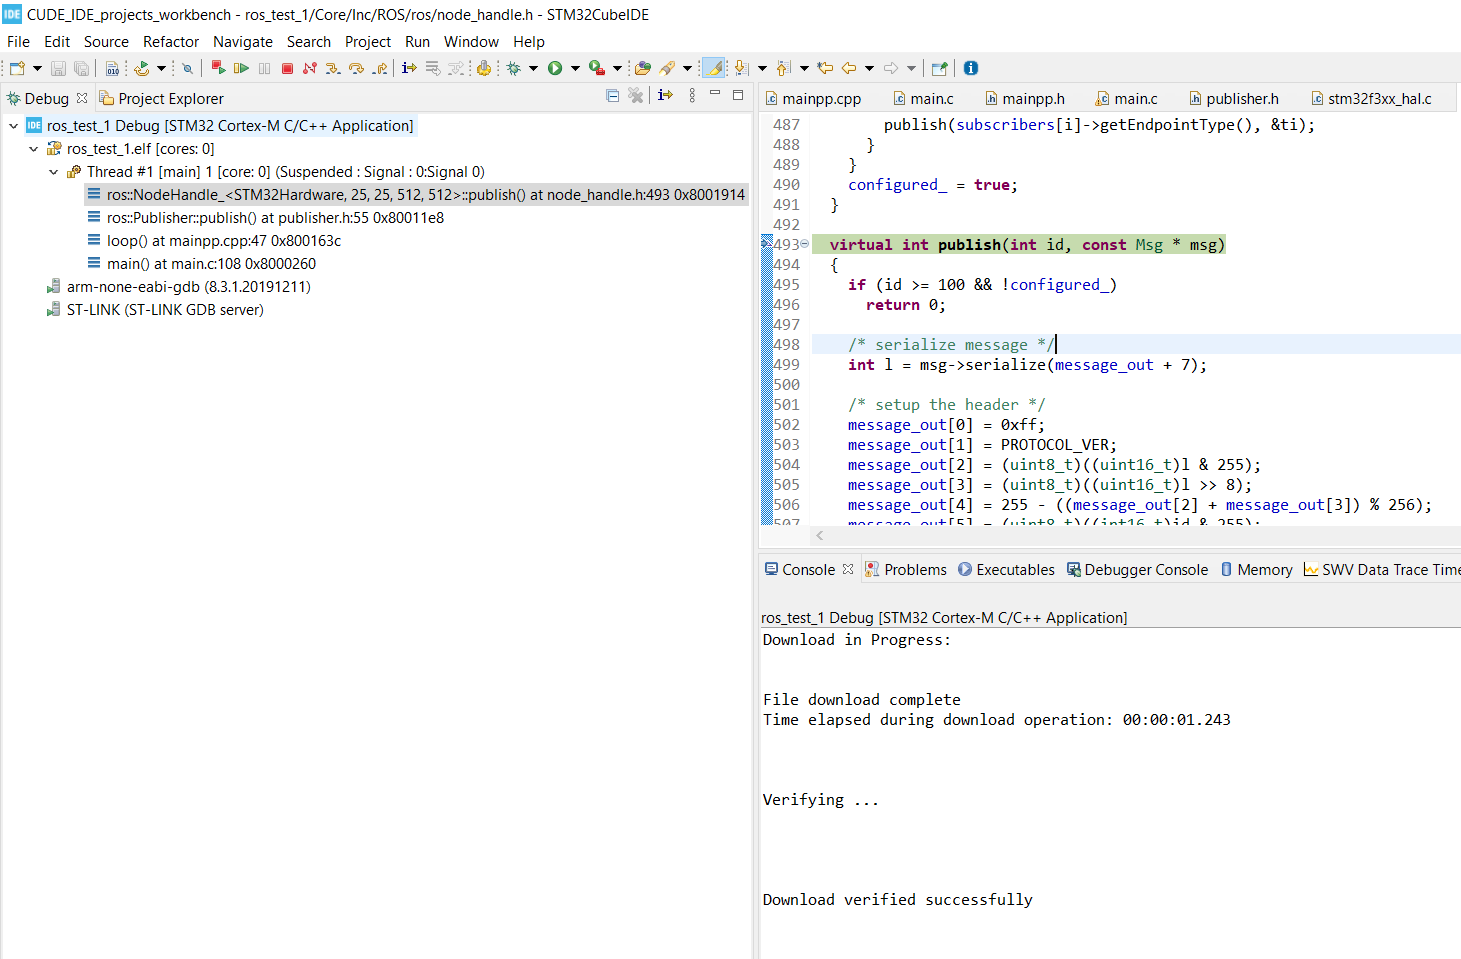 IDE CUDE_IDE_projects_workbench - ros_test_1/Core/Inc/ROS/ros/node_handle.h - STM32CubeIDE
File Edit Source Refactor Navigate Search Project Run Window Help
Debug Project Explorer
IDE ros_test_1 Debug [STM32 Cortex-M C/C++ Application]
ros_test_1.elf [cores: 0]
Thread #1 [main] 1 [core: 0] (Suspended : Signal : 0:Signal 0)
ros::NodeHandle_<STM32Hardware, 25, 25, 512, 512>::publish() at node_handle.h:493 0x8001914
ros::Publisher::publish() at publisher.h:55 0x80011e8
loop() at mainpp.cpp:47 0x800163c
main() at main.c:108 0x8000260
arm-none-eabi-gdb (8.3.1.20191211)
ST-LINK (ST-LINK GDB server)
mainpp.cpp main.c mainpp.h main.c publisher.h stm32f3xx_hal.c
487 publish(subscribers[i]->getEndpointType(), &ti);
488 }
489 }
490 configured_ = true;
491 }
492
493 virtual int publish(int id, const Msg * msg)
494 {
495 if (id >= 100 && !configured_)
496 return 0;
497
498 /* serialize message */
499 int l = msg->serialize(message_out + 7);
500
501 /* setup the header */
502 message_out[0] = 0xff;
503 message_out[1] = PROTOCOL_VER;
504 message_out[2] = (uint8_t)((uint16_t)l & 255);
505 message_out[3] = (uint8_t)((uint16_t)l >> 8);
506 message_out[4] = 255 - ((message_out[2] + message_out[3]) % 256);
507 message_out[5] = (uint8_t)((int16_t)id & 255);
Console Problems Executables Debugger Console Memory SWV Data Trace Time
ros_test_1 Debug [STM32 Cortex-M C/C++ Application]
Download in Progress:
File download complete
Time elapsed during download operation: 00:00:01.243
Verifying ...
Download verified successfully